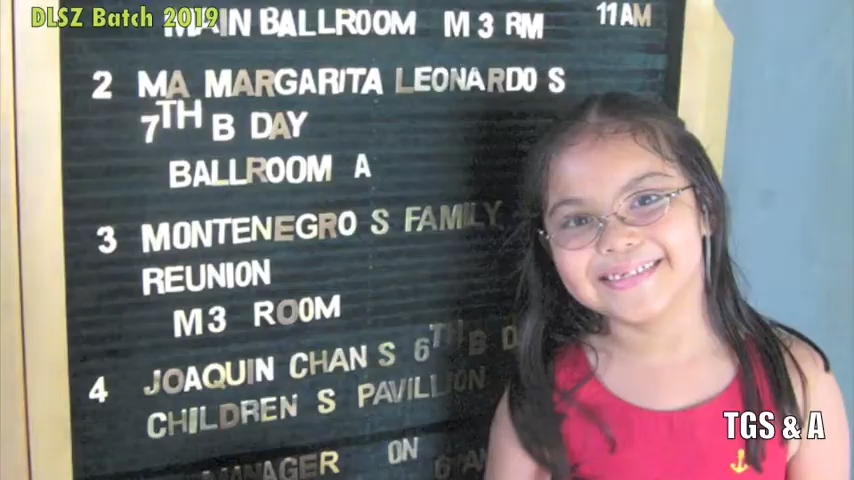 DLSZ Batch 2019
MAIN BALLROOM M3 RM 11AM
2 MA MARGARITA LEONARDO S
7TH B DAY
BALLROOM A
3 MONTENEGRO S FAMILY
REUNION
M3 ROOM
4 JOAQUIN CHAN S 6TH B D
CHILDREN S PAVILLION
MANAGER ON
TGS & A